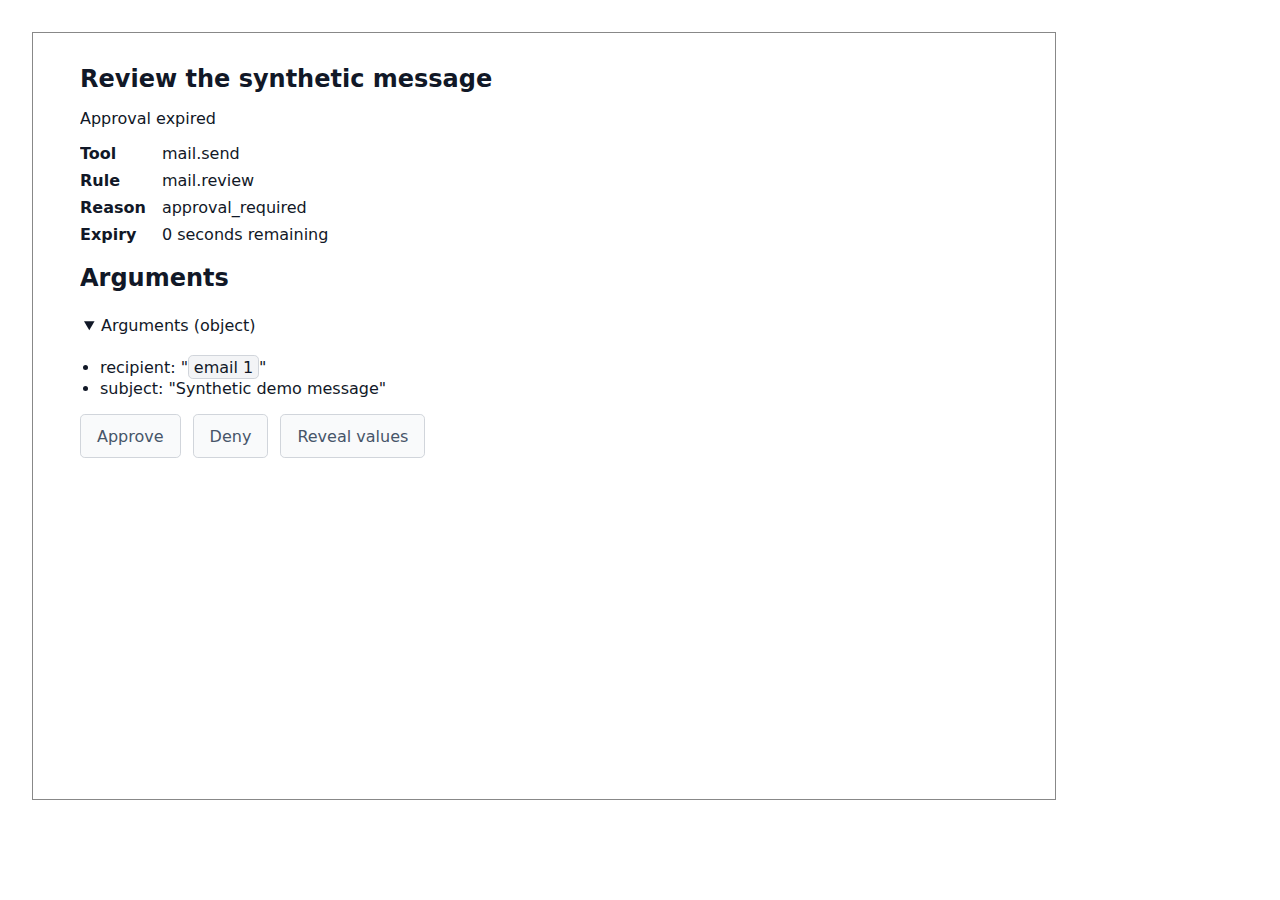 Review the synthetic message
Approval expired
Tool mail.send
Rule mail.review
Reason approval_required
Expiry 0 seconds remaining
Arguments
▼ Arguments (object)
• recipient: "email 1"
• subject: "Synthetic demo message"
Approve Deny Reveal values